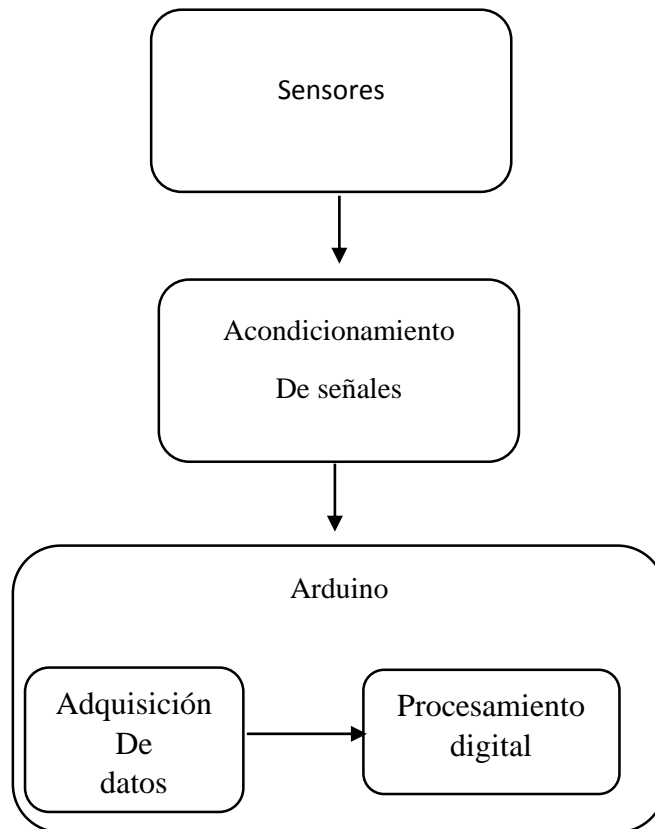 Sensores
Acondicionamiento
De señales
Arduino
Adquisición
De
datos
Procesamiento
digital